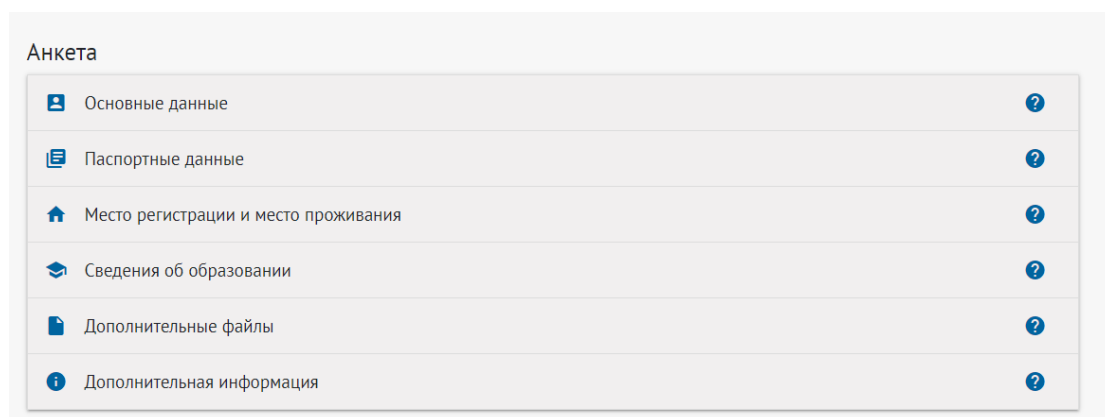 Анкета
Основные данные
Паспортные данные
Место регистрации и место проживания
Сведения об образовании
Дополнительные файлы
Дополнительная информация